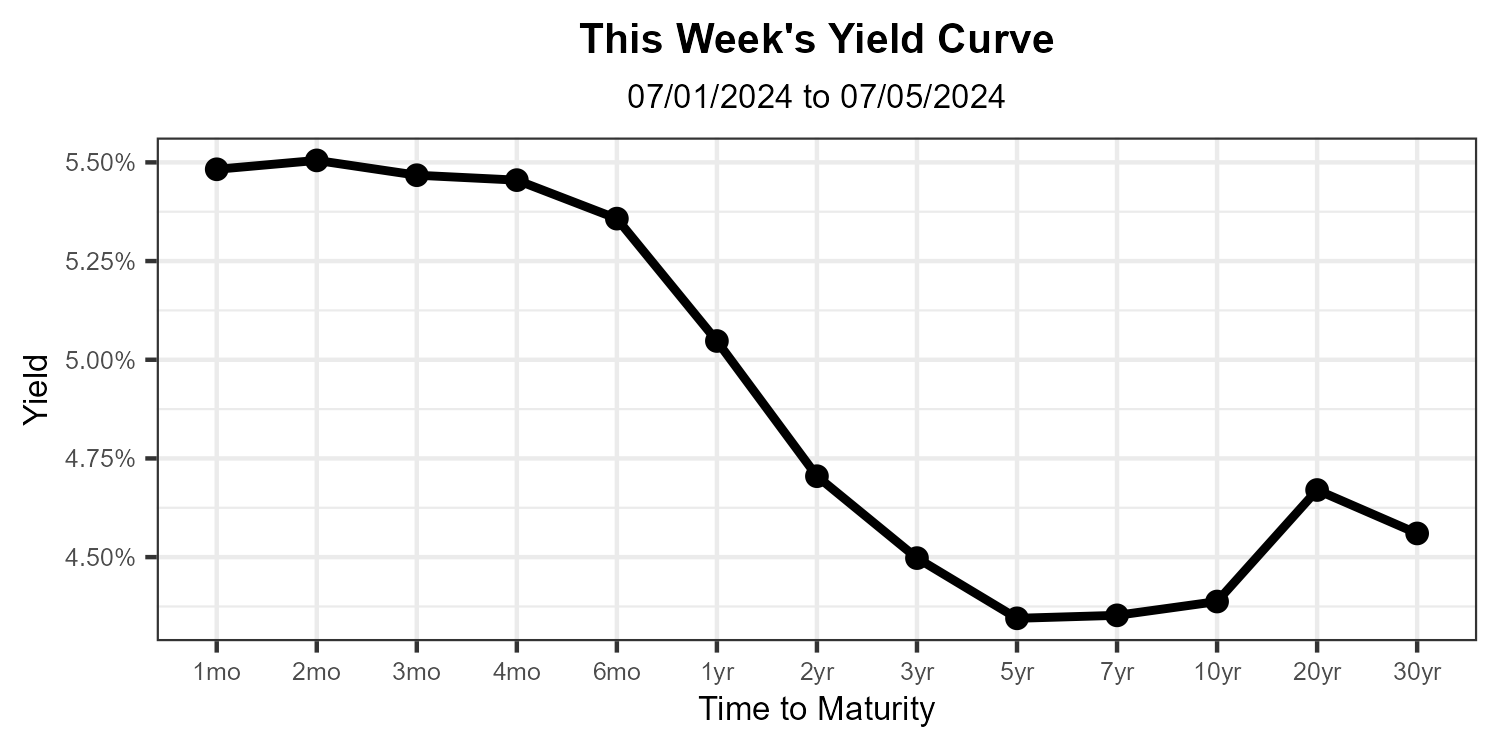 This Week's Yield Curve
07/01/2024 to 07/05/2024
Yield
5.50%
5.25%
5.00%
4.75%
4.50%
1mo 2mo 3mo 4mo 6mo 1yr 2yr 3yr 5yr 7yr 10yr 20yr 30yr
Time to Maturity